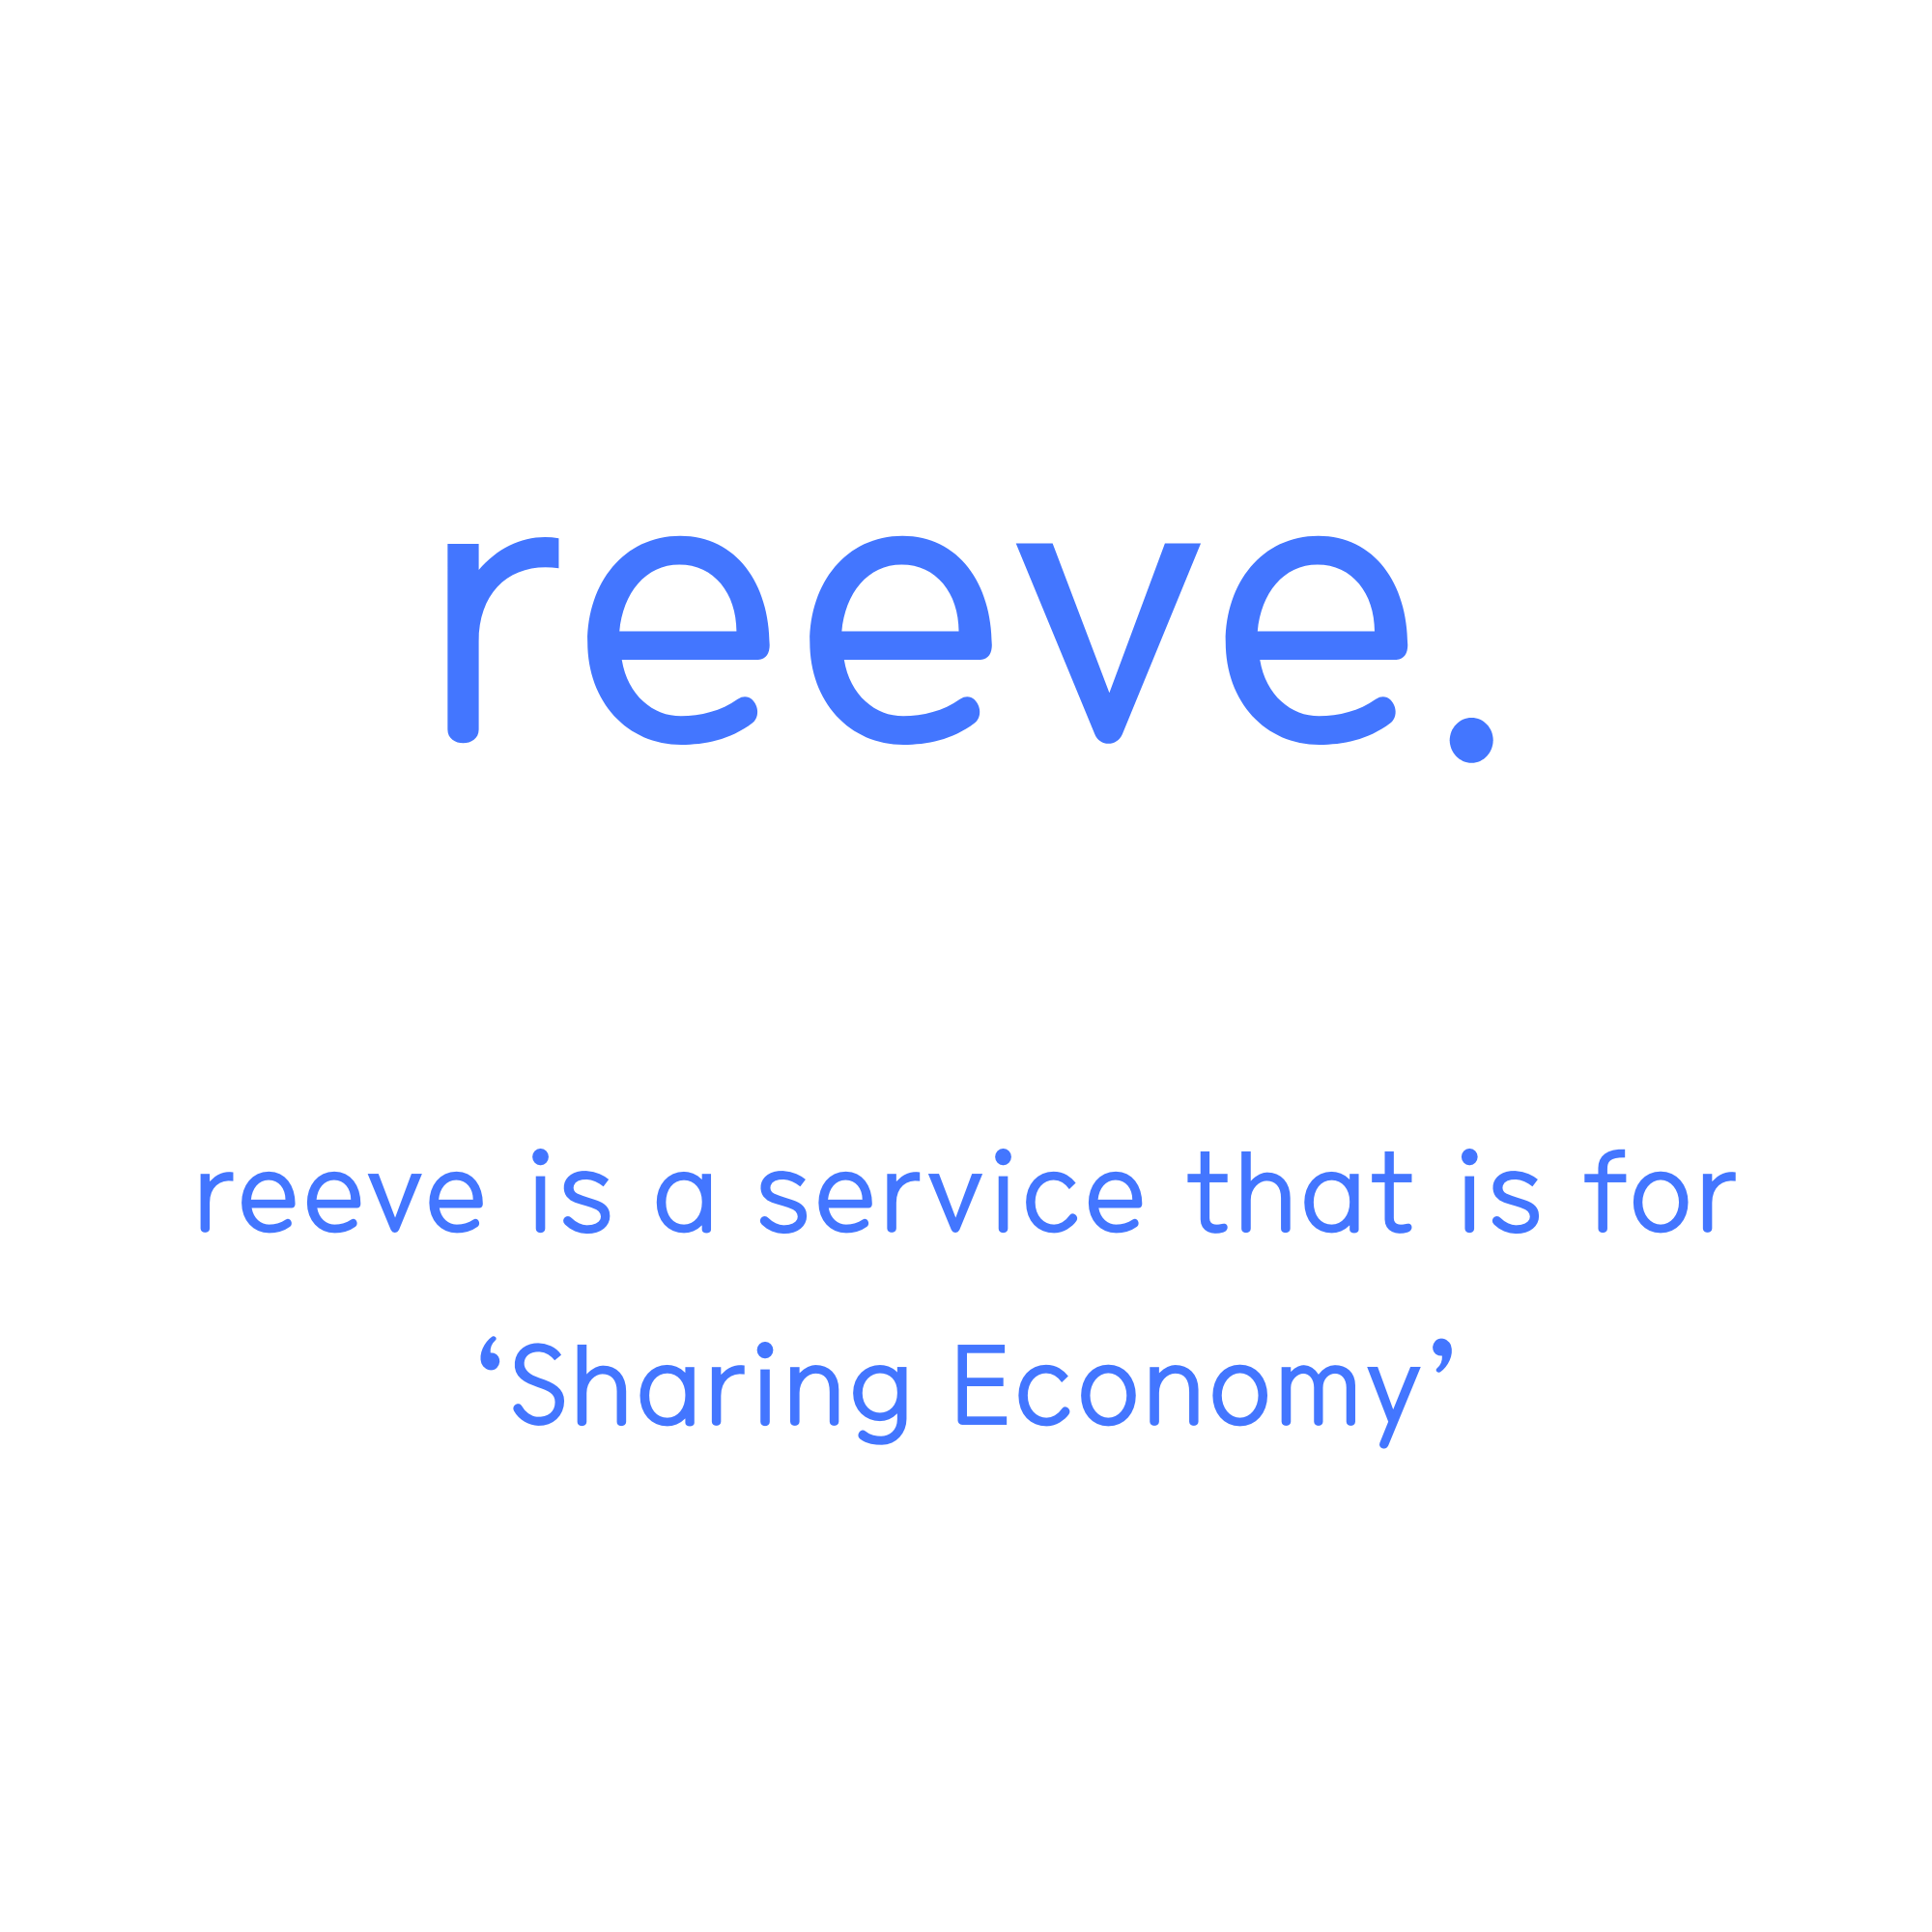 reeve.
reeve is a service that is for
‘Sharing Economy’